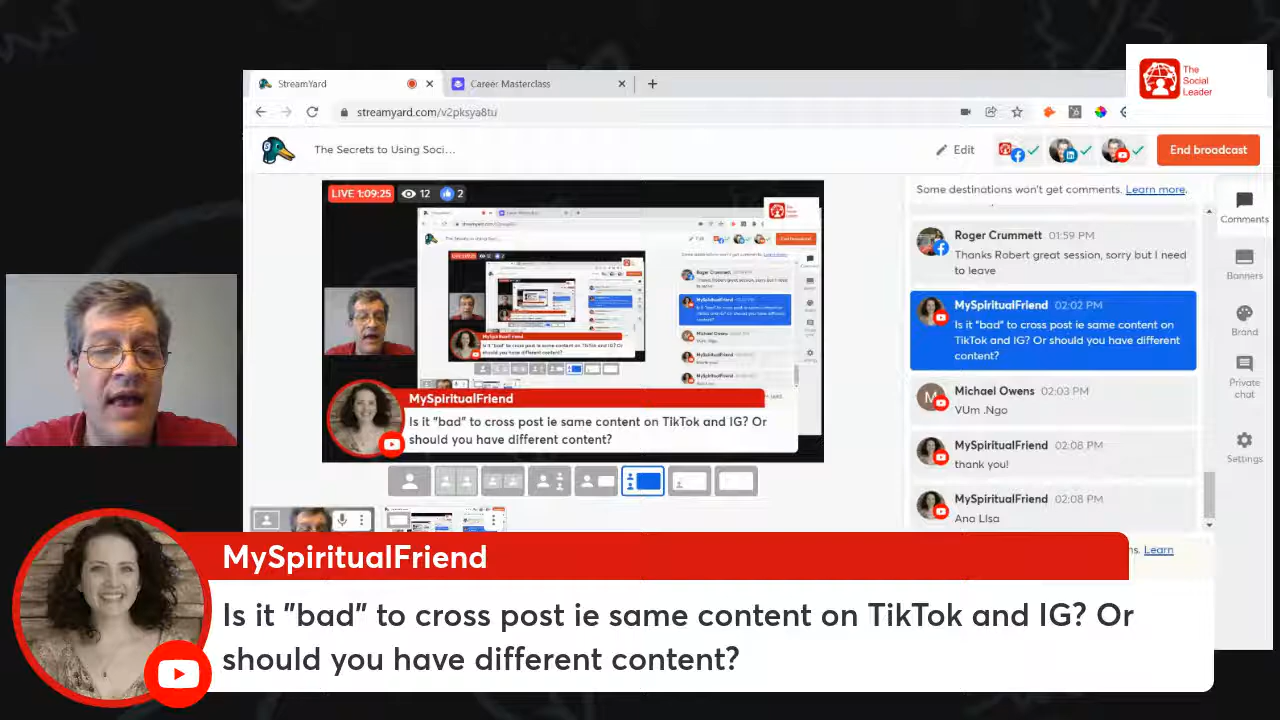 StreamYard
Career Masterclass
The
Social
Leader
streamyard.com/v2pksya8tu
The Secrets to Using Soci...
Edit
End broadcast
LIVE 1:09:25
12
2
Some destinations won't get comments. Learn more.
Comments
Roger Crummett 01:59 PM
Thanks Robert great session, sorry but I need
to leave
Banners
MySpiritualFriend 02:02 PM
Is it "bad" to cross post ie same content on
TikTok and IG? Or should you have different
content?
Brand
Private
chat
Michael Owens 02:03 PM
VUm .Ngo
MySpiritualFriend 02:08 PM
thank you!
Settings
MySpiritualFriend 02:08 PM
Ana LIsa
MySpiritualFriend
Is it "bad" to cross post ie same content on TikTok and IG? Or
should you have different content?
Learn
MySpiritualFriend
Is it "bad" to cross post ie same content on TikTok and IG? Or
should you have different content?